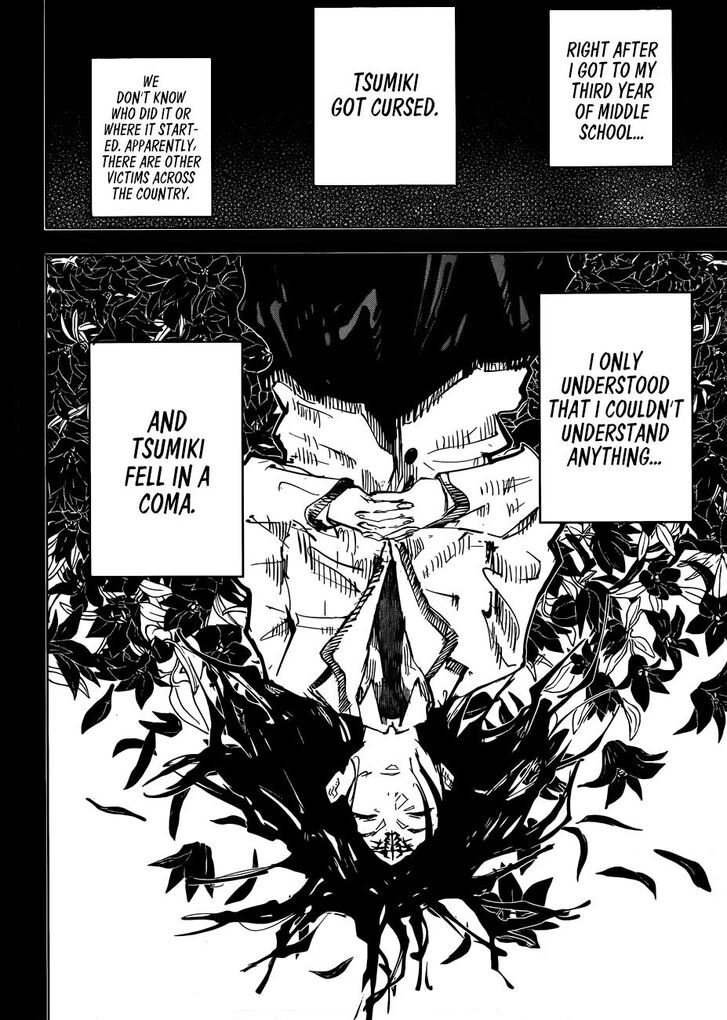 RIGHT AFTER
I GOT TO MY
THIRD YEAR
OF MIDDLE
SCHOOL...
TSUMIKI
GOT CURSED.
WE
DON'T KNOW
WHO DID IT OR
WHERE IT START-
ED. APPARENTLY,
THERE ARE OTHER
VICTIMS ACROSS
THE COUNTRY.
I ONLY
UNDERSTOOD
THAT I COULDN'T
UNDERSTAND
ANYTHING...
AND
TSUMIKI
FELL IN A
COMA.